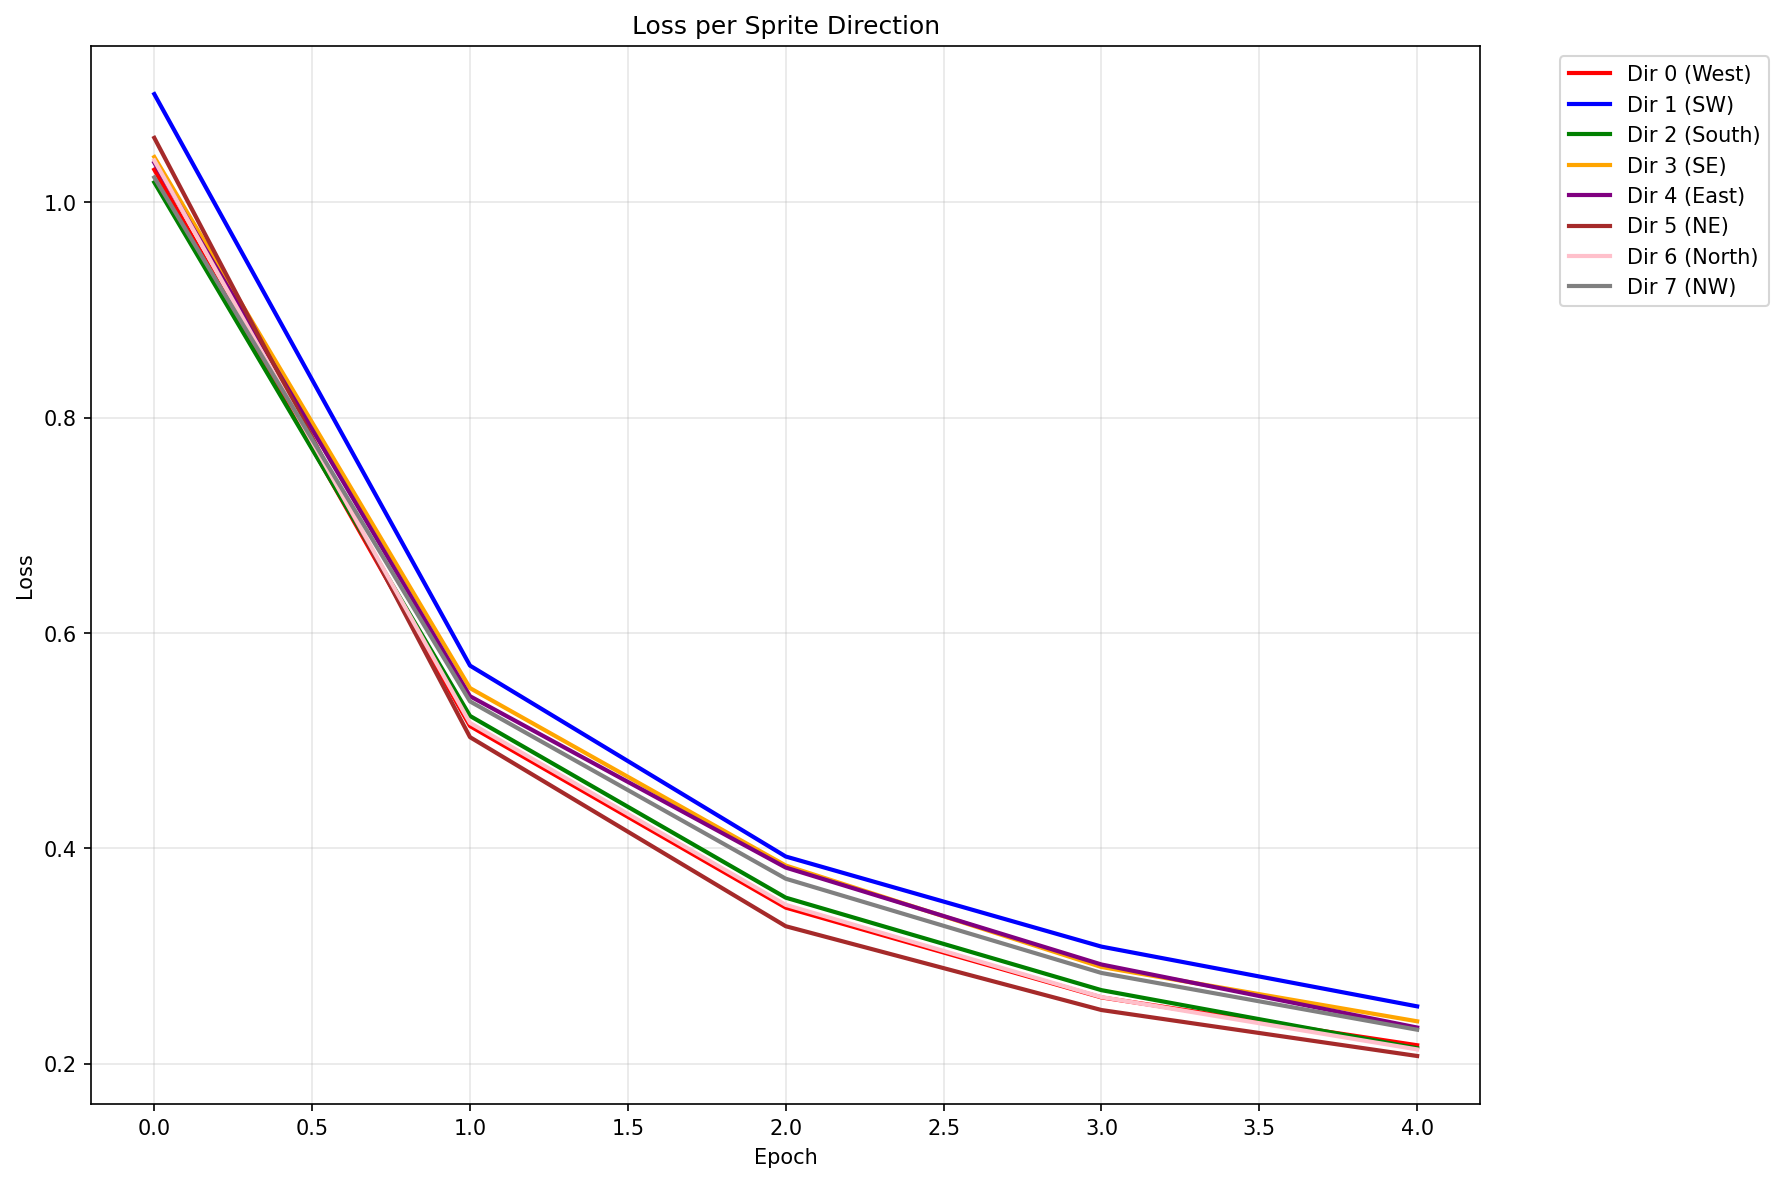 Loss per Sprite Direction
Dir 0 (West)
Dir 1 (SW)
Dir 2 (South)
Dir 3 (SE)
Dir 4 (East)
Dir 5 (NE)
Dir 6 (North)
Dir 7 (NW)
Loss
1.0
0.8
0.6
0.4
0.2
0.0 0.5 1.0 1.5 2.0 2.5 3.0 3.5 4.0
Epoch